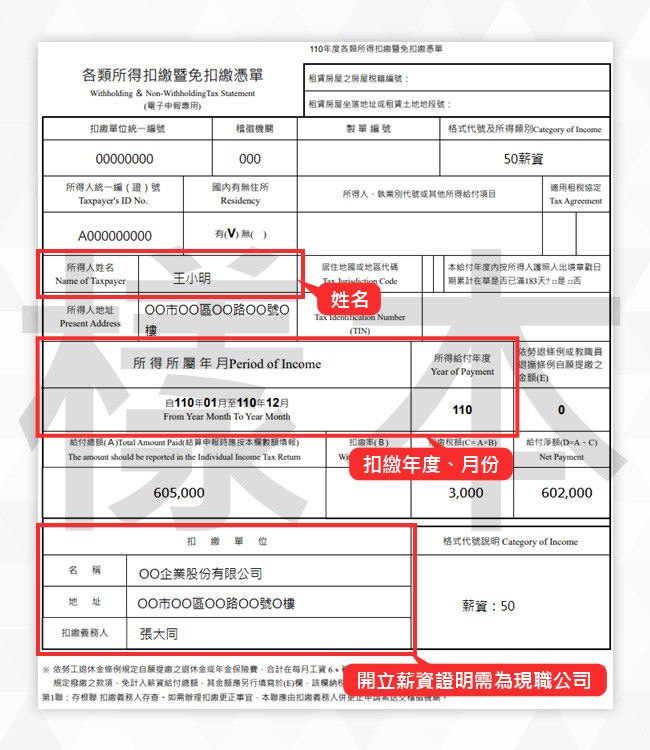 110年度各類所得扣繳暨免扣繳憑單
各類所得扣繳暨免扣繳憑單
Withholding & Non-WithholdingTax Statement
(電子申報專用)
租賃房屋之房屋稅籍編號：
租賃房屋坐落地址或租賃土地地段號：
扣繳單位統一編號
稽徵機關
製單編號
格式代號及所得類別Category of Income
00000000
000
50薪資
所得人統一編（證）號
Taxpayer's ID No.
國內有無住所
Residency
所得人、執業別代號或其他所得給付項目
適用租稅協定
Tax Agreement
A000000000
有(V) 無( )
所得人姓名
Name of Taxpayer
王小明
居住地國或地區代碼
Tax Jurisdiction Code
本給付年度內按所得人護照入出境章戳日
期累計在華是否已滿183天？□是 □否
姓名
所得人地址
Present Address
OO市OO區OO路OO號O
樓
Tax Identification Number
(TIN)
所得所屬年月Period of Income
所得給付年度
Year of Payment
依勞退條例或教職員
退撫條例自願提繳之
金額(E)
自110年01月至110年12月
From Year Month To Year Month
110
0
給付總額(A)Total Amount Paid(結算申報時應按本欄數額填報)
The amount should be reported in the Individual Income Tax Return
扣繳率(B)
扣繳稅額(C=A×B)
給付淨額(D=A-C)
Net Payment
扣繳年度、月份
605,000
3,000
602,000
扣繳單位
格式代號說明 Category of Income
名稱
OO企業股份有限公司
地址
OO市OO區OO路OO號O樓
薪資：50
扣繳義務人
張大同
開立薪資證明需為現職公司
※ 依勞工退休金條例規定自願提繳之退休金或年金保險費，合計在每月工資6
規定撥繳之款項，免計入薪資給付總額，其金額應另行填寫於(E)欄，該欄納稅
第1聯：存根聯 扣繳義務人存查。如需辦理扣繳更正事宜，本聯應由扣繳義務人併更正申請案送交稽徵機關。
樣本